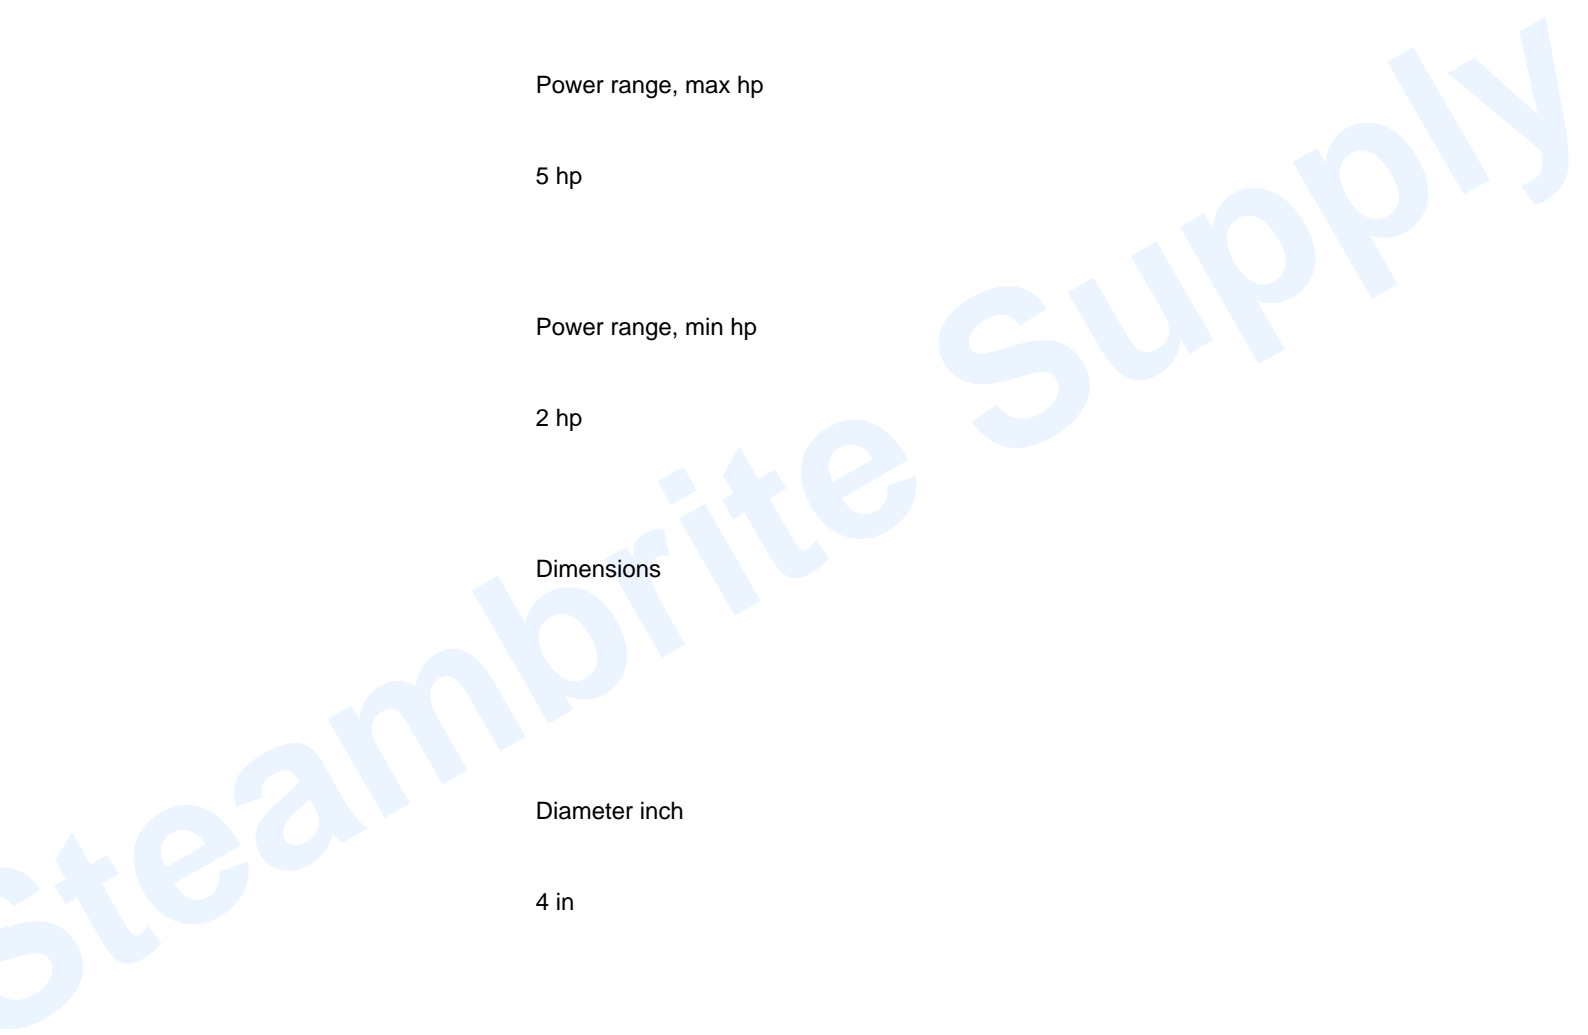 Power range, max hp
5 hp
Power range, min hp
2 hp
Dimensions
Diameter inch
4 in
Steambrite Supply